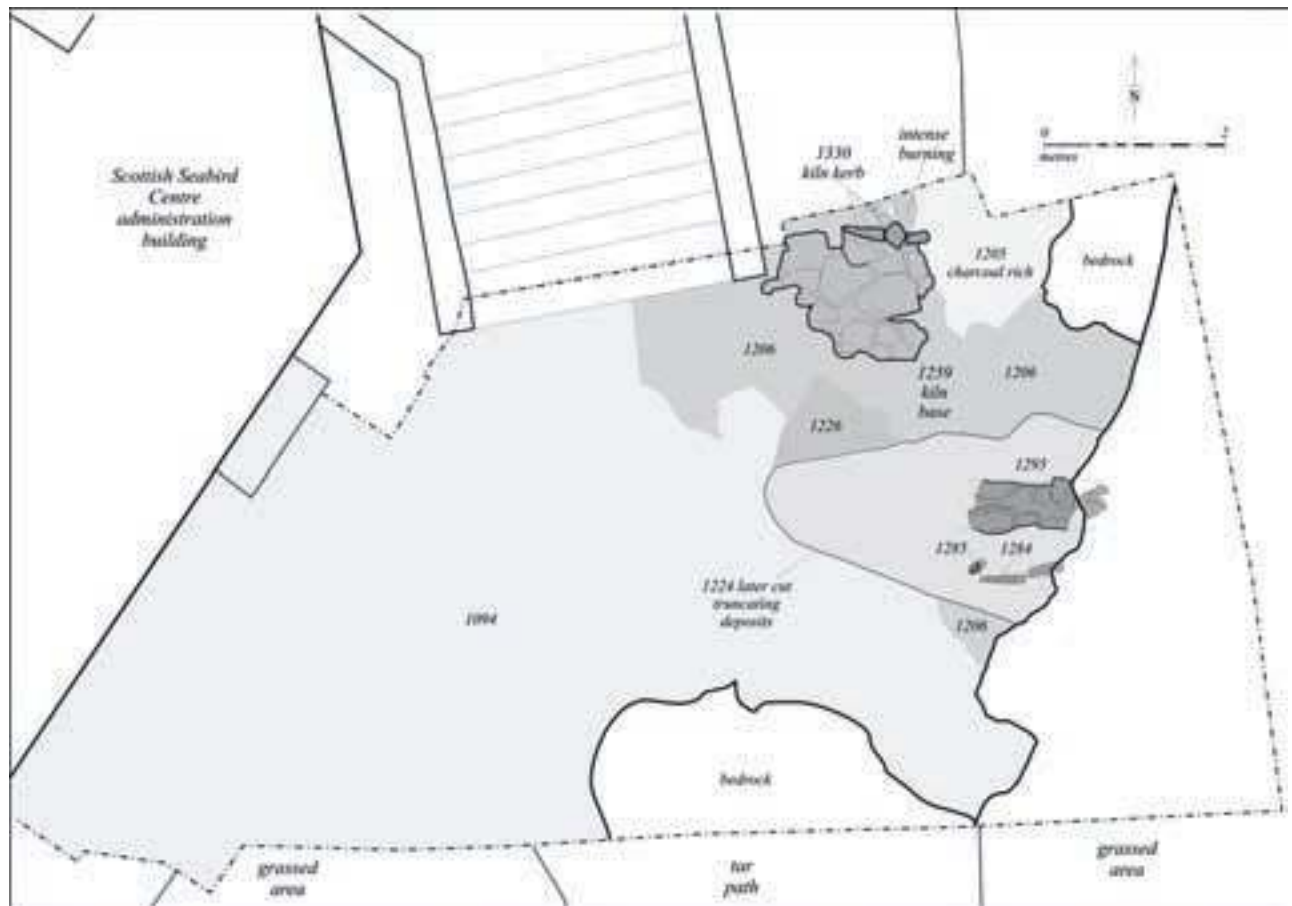 Scottish Seabird
Centre
administration
building
1330
kiln kerb
intense
burning
N
0
metres
1205
charcoal rich
bedrock
1206
1259
kiln
base
1206
1226
1293
1285
1284
1224 later cut
truncating
deposits
1206
1094
bedrock
grassed
area
tar
path
grassed
area